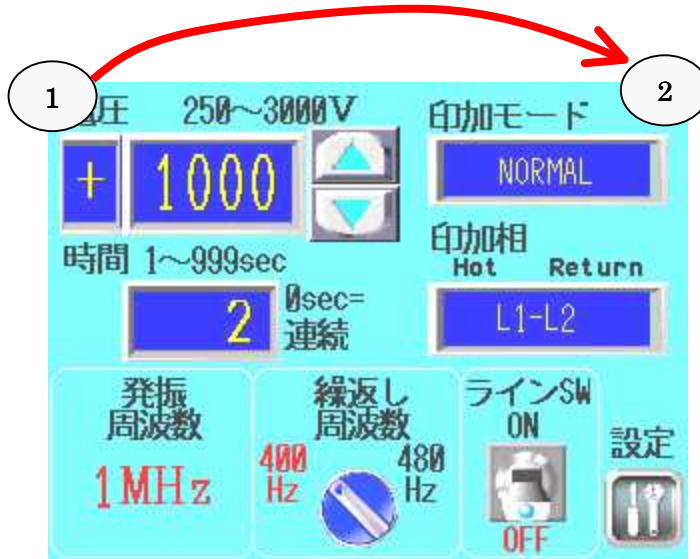 1
2
圧 250～3000V
+ 1000
時間 1～999sec
2
0sec=
連続
印加モード
NORMAL
印加相
Hot Return
L1-L2
発振
周波数
1MHz
繰返し
周波数
400
Hz
480
Hz
ラインSW
ON
OFF
設定